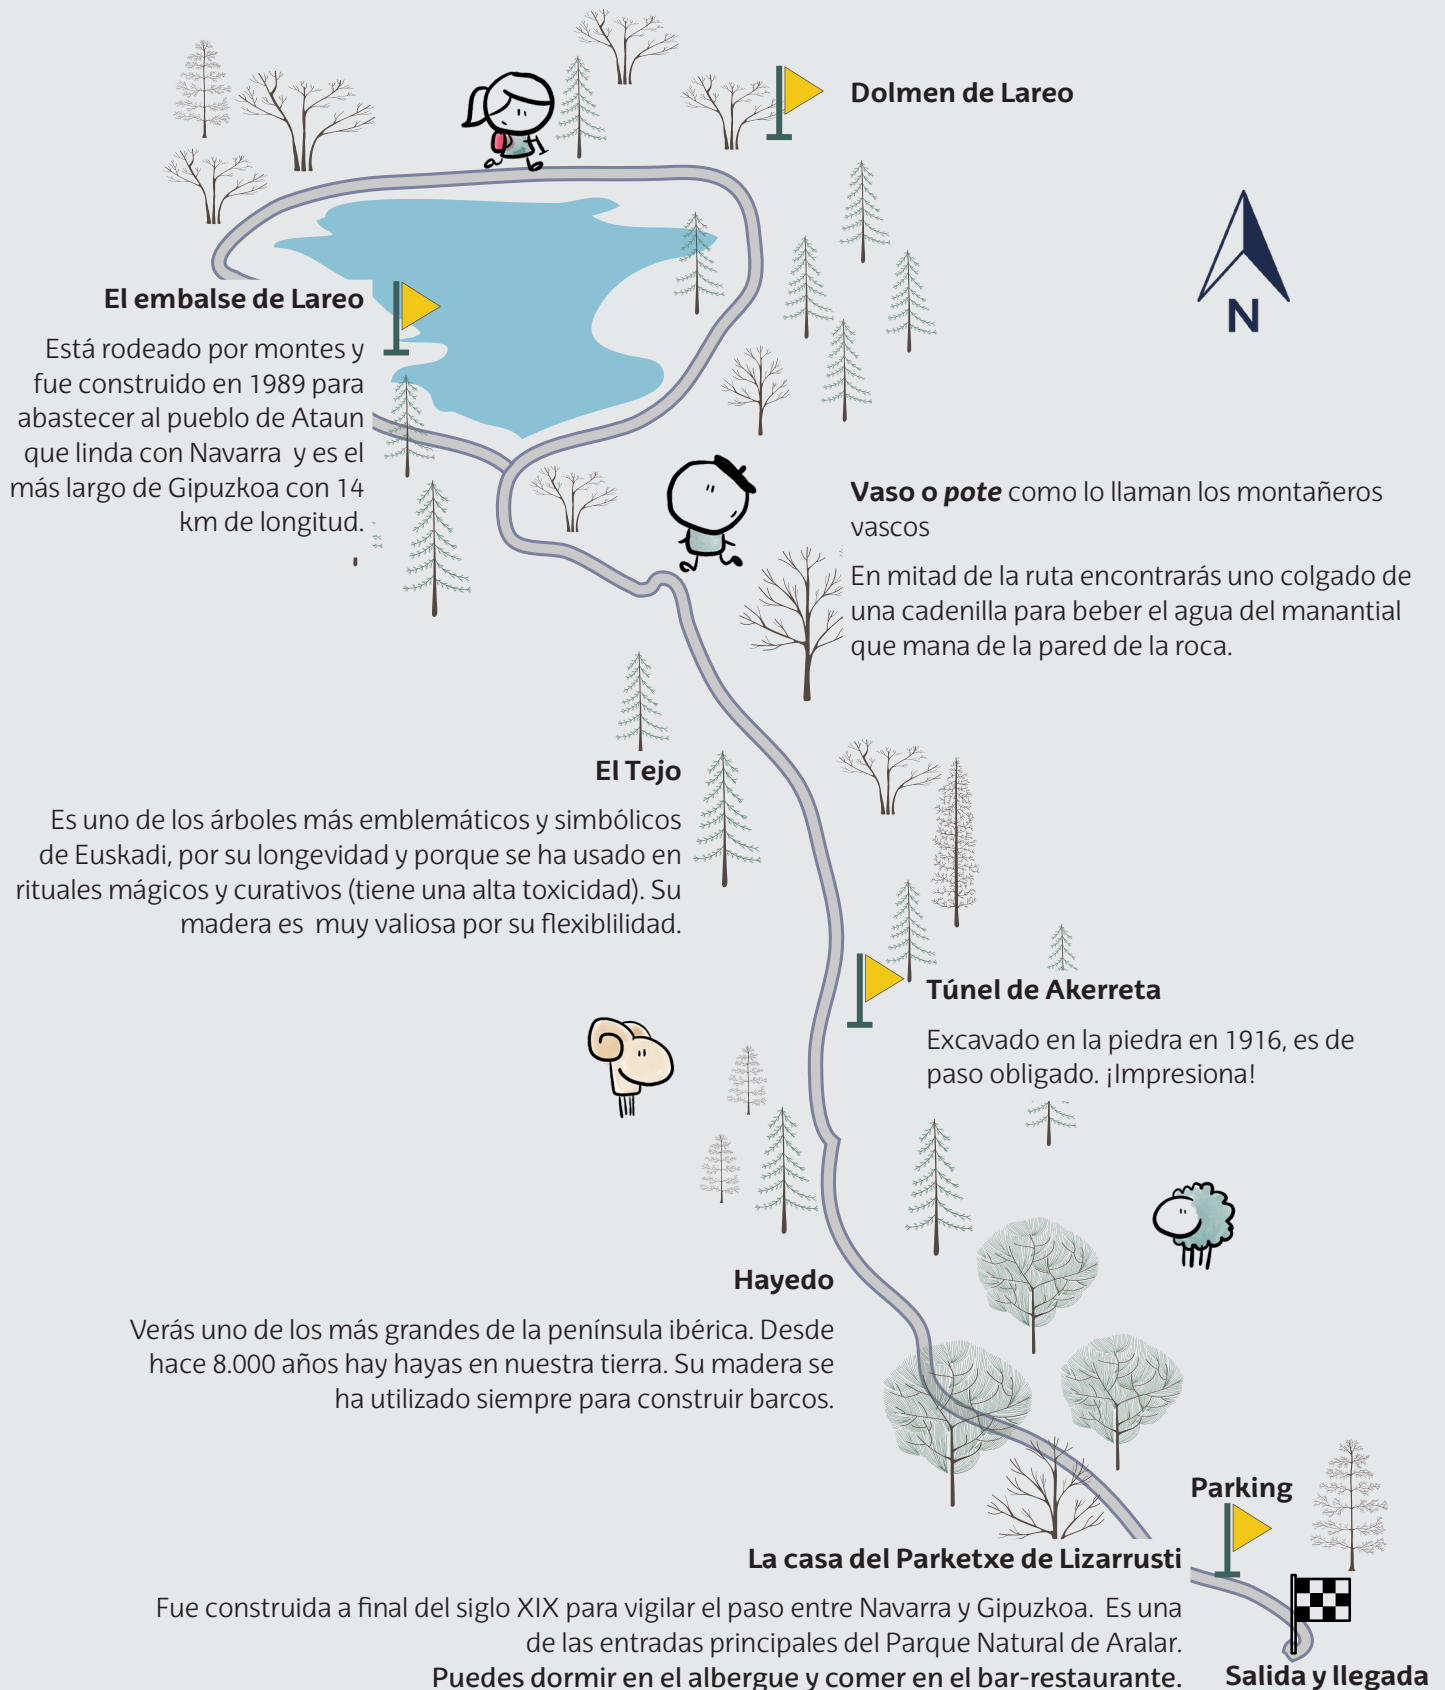 Dolmen de Lareo
N
El embalse de Lareo
Está rodeado por montes y
fue construido en 1989 para
abastecer al pueblo de Ataun
que linda con Navarra  y es el
más largo de Gipuzkoa con 14
km de longitud.
Vaso o pote como lo llaman los montañeros
vascos
En mitad de la ruta encontrarás uno colgado de
una cadenilla para beber el agua del manantial
que mana de la pared de la roca.
El Tejo
Es uno de los árboles más emblemáticos y simbólicos
de Euskadi, por su longevidad y porque se ha usado en
rituales mágicos y curativos (tiene una alta toxicidad). Su
madera es  muy valiosa por su flexiblilidad.
Túnel de Akerreta
Excavado en la piedra en 1916, es de
paso obligado. ¡Impresiona!
Hayedo
Verás uno de los más grandes de la península ibérica. Desde
hace 8.000 años hay hayas en nuestra tierra. Su madera se
ha utilizado siempre para construir barcos.
Parking
La casa del Parketxe de Lizarrusti
Fue construida a final del siglo XIX para vigilar el paso entre Navarra y Gipuzkoa.  Es una
de las entradas principales del Parque Natural de Aralar.
Puedes dormir en el albergue y comer en el bar-restaurante.
Salida y llegada